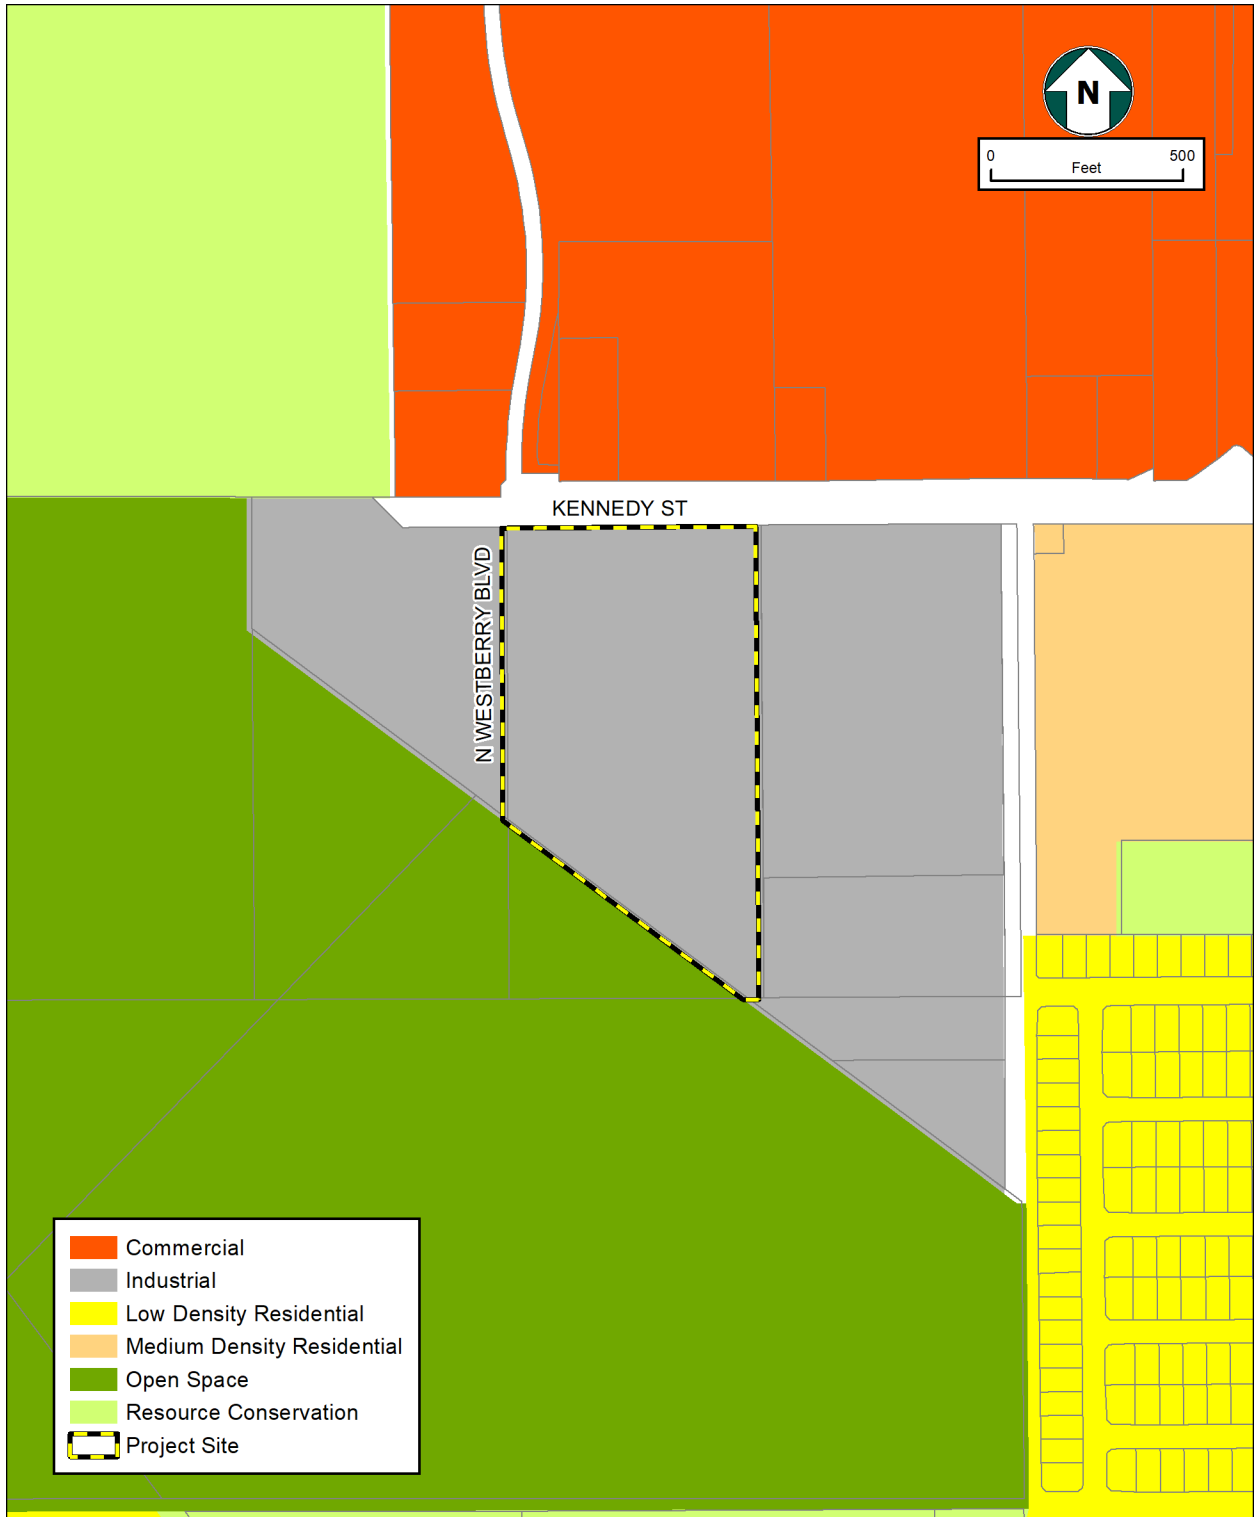 N
0 500
Feet
KENNEDY ST
N WESTBERRY BLVD
Commercial
Industrial
Low Density Residential
Medium Density Residential
Open Space
Resource Conservation
Project Site